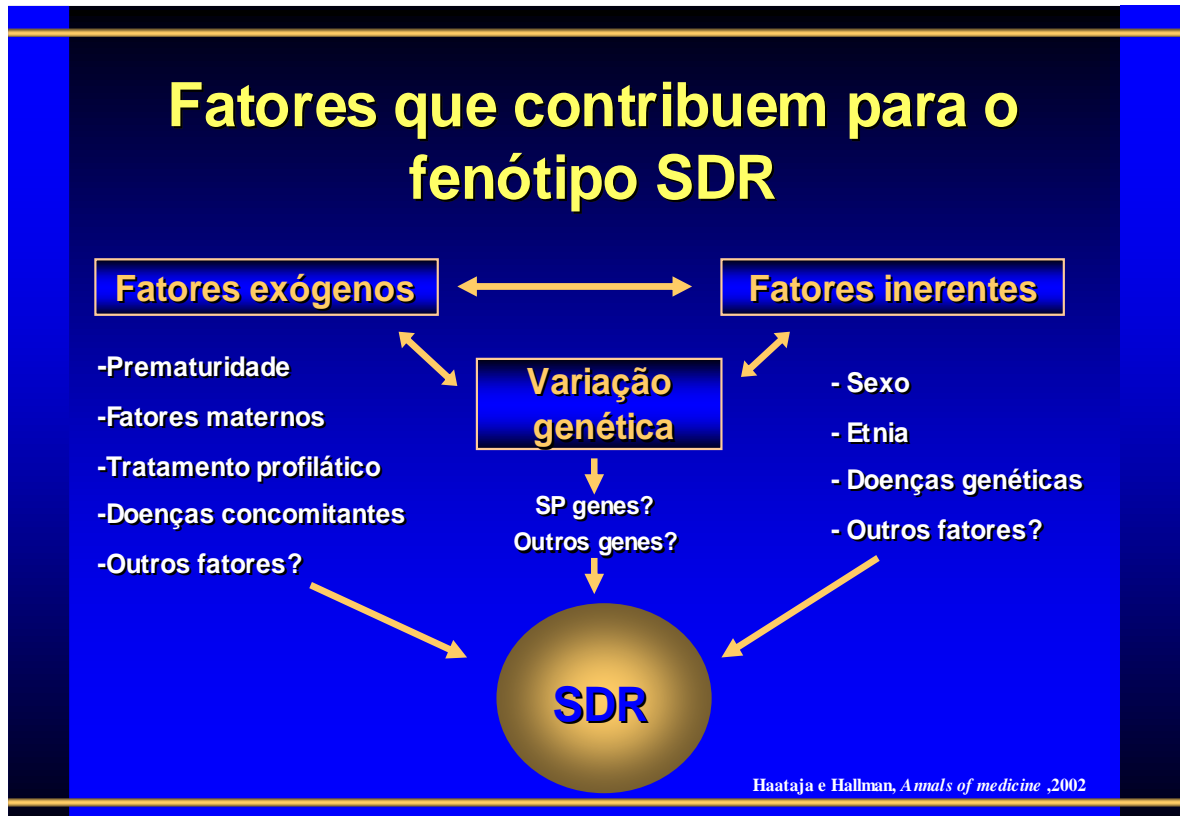 Fatores que contribuem para o
fenótipo SDR
Fatores exógenos
Fatores inerentes
-Prematuridade
-Fatores maternos
-Tratamento profilático
-Doenças concomitantes
-Outros fatores?
Variação
genética
SP genes?
Outros genes?
- Sexo
- Etnia
- Doenças genéticas
- Outros fatores?
SDR
Haataja e Hallman, Annals of medicine ,2002